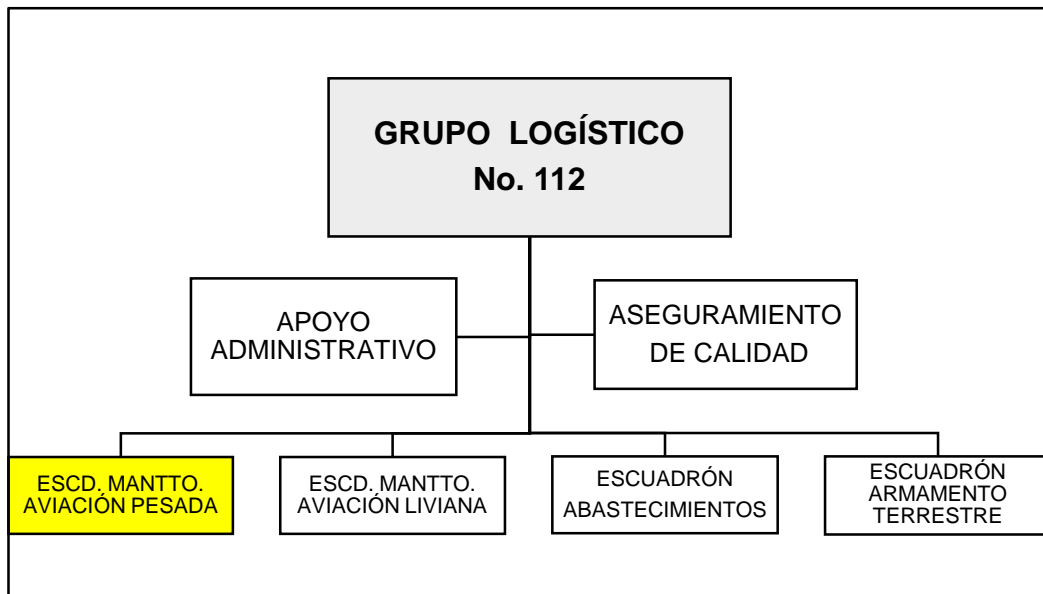 GRUPO LOGÍSTICO
No. 112
APOYO
ADMINISTRATIVO
ASEGURAMIENTO
DE CALIDAD
ESCD. MANTTO.
AVIACIÓN PESADA
ESCD. MANTTO.
AVIACIÓN LIVIANA
ESCUADRÓN
ABASTECIMIENTOS
ESCUADRÓN
ARMAMENTO
TERRESTRE